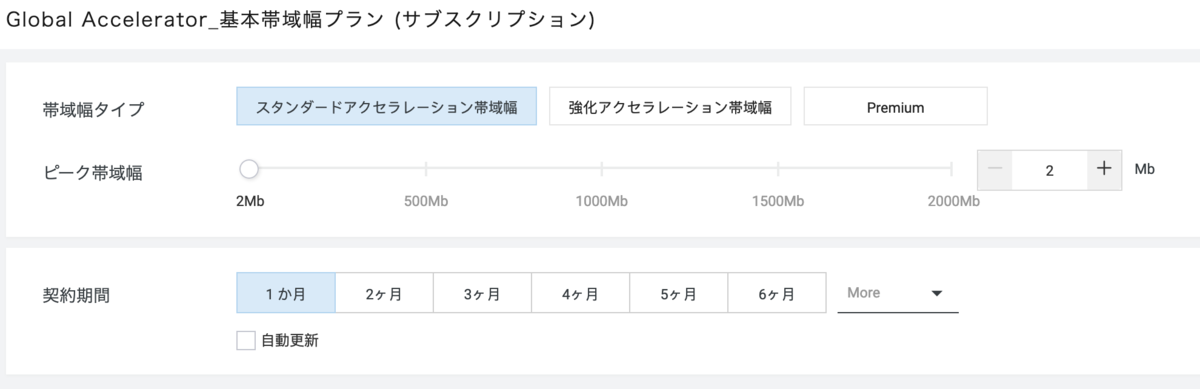 Global Accelerator_基本帯域幅プラン (サブスクリプション)
帯域幅タイプ スタンダードアクセラレーション帯域幅 強化アクセラレーション帯域幅 Premium
ピーク帯域幅 2 Mb
2Mb 500Mb 1000Mb 1500Mb 2000Mb
契約期間 1 か月 2ヶ月 3ヶ月 4ヶ月 5ヶ月 6ヶ月 More
自動更新